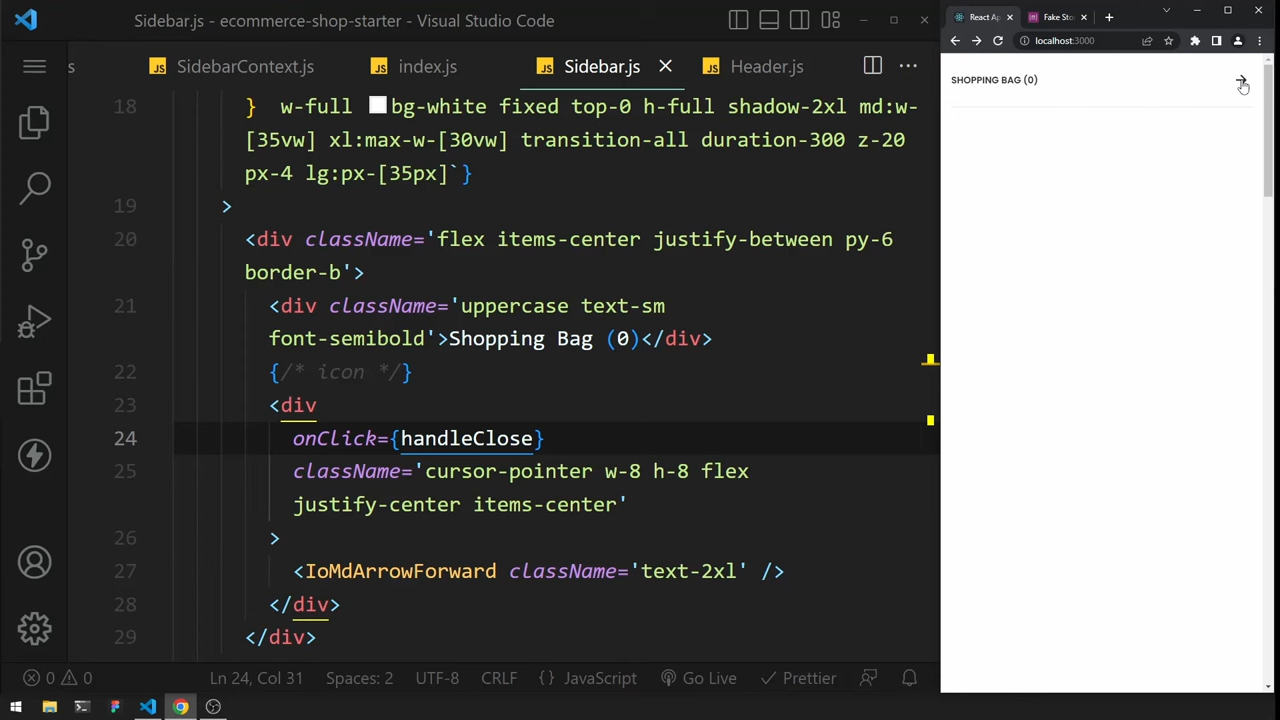 Sidebar.js - ecommerce-shop-starter - Visual Studio Code
s
SidebarContext.js
index.js
Sidebar.js
Header.js
18
} w-full bg-white fixed top-0 h-full shadow-2xl md:w-
[35vw] xl:max-w-[30vw] transition-all duration-300 z-20
px-4 lg:px-[35px]`}
19
>
20
<div className='flex items-center justify-between py-6
border-b'>
21
<div className='uppercase text-sm
font-semibold'>Shopping Bag (0)</div>
22
{/* icon */}
23
<div
24
onClick={handleClose}
25
className='cursor-pointer w-8 h-8 flex
justify-center items-center'
26
>
27
<IoMdArrowForward className='text-2xl' />
28
</div>
29
</div>
0 0
Ln 24, Col 31
Spaces: 2
UTF-8
CRLF
{} JavaScript
Go Live
Prettier
React Ap
Fake Sto
localhost:3000
SHOPPING BAG (0)